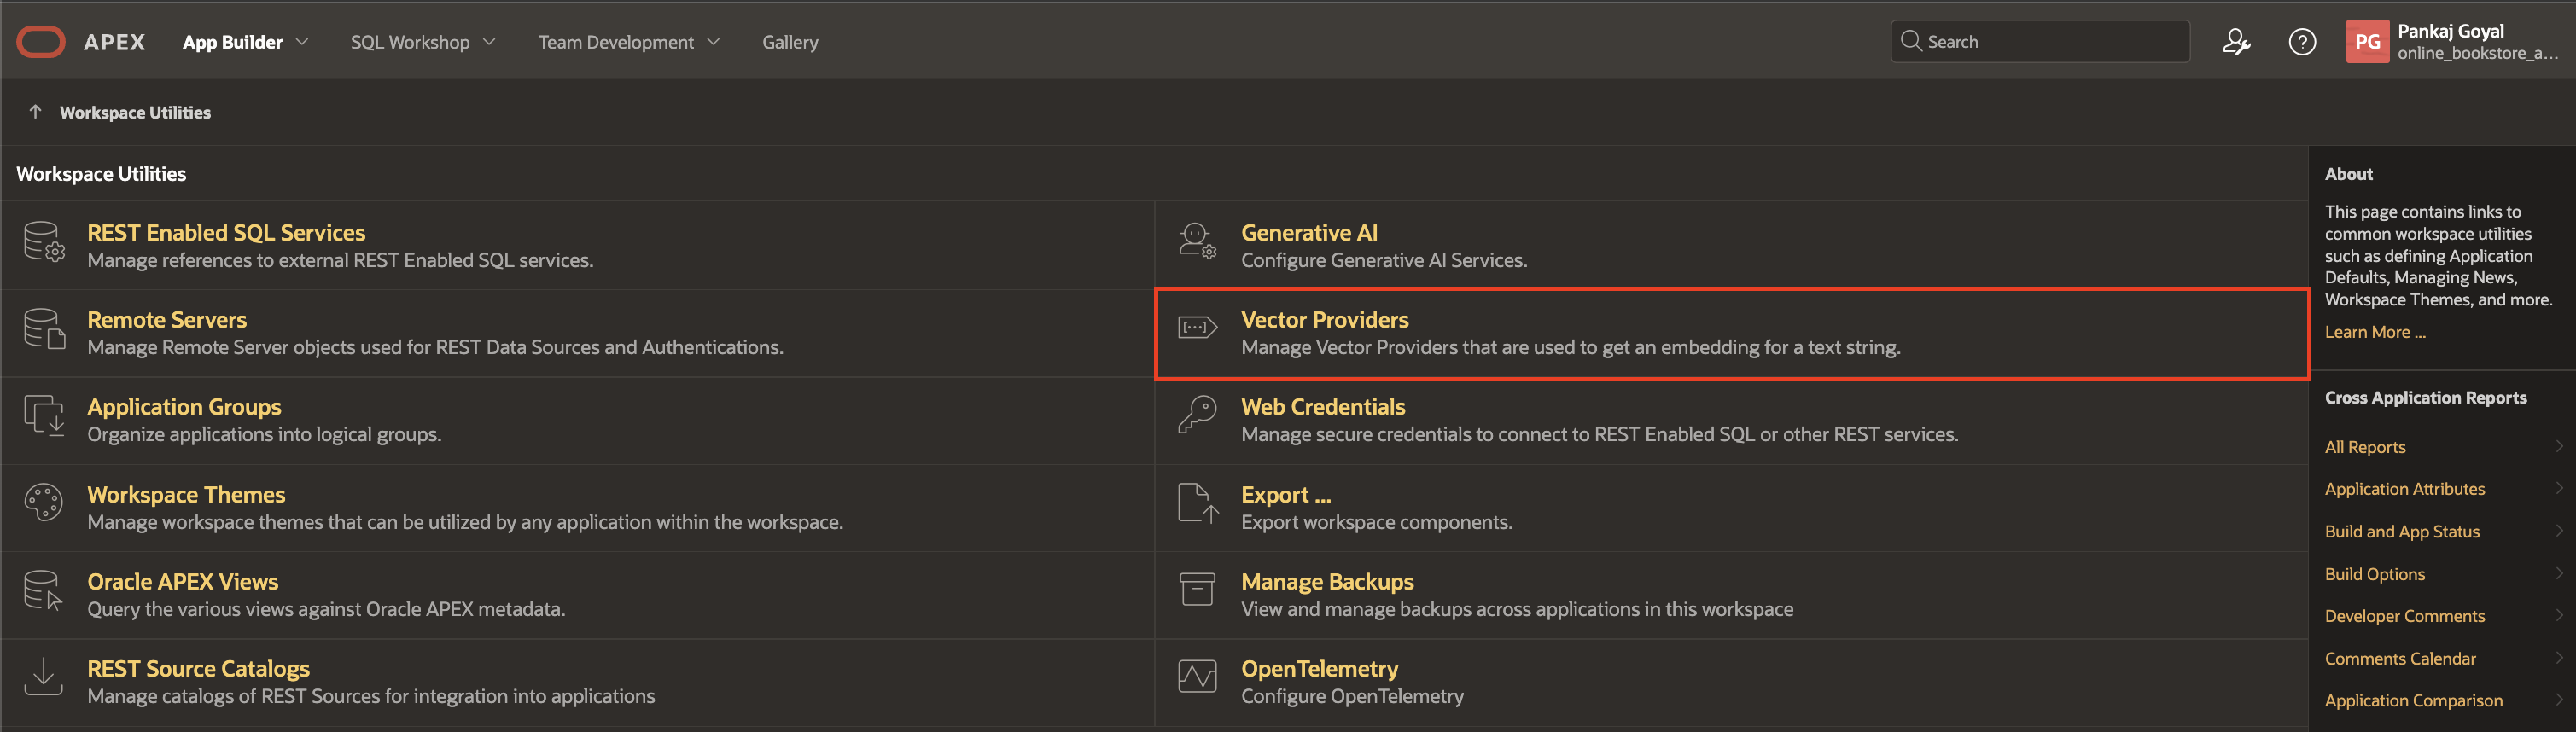 APEX App Builder SQL Workshop Team Development Gallery Search PG Pankaj Goyal
online_bookstore_a...
Workspace Utilities
Workspace Utilities
REST Enabled SQL Services
Manage references to external REST Enabled SQL services.
Remote Servers
Manage Remote Server objects used for REST Data Sources and Authentications.
Application Groups
Organize applications into logical groups.
Workspace Themes
Manage workspace themes that can be utilized by any application within the workspace.
Oracle APEX Views
Query the various views against Oracle APEX metadata.
REST Source Catalogs
Manage catalogs of REST Sources for integration into applications
Generative AI
Configure Generative AI Services.
Vector Providers
Manage Vector Providers that are used to get an embedding for a text string.
Web Credentials
Manage secure credentials to connect to REST Enabled SQL or other REST services.
Export ...
Export workspace components.
Manage Backups
View and manage backups across applications in this workspace
OpenTelemetry
Configure OpenTelemetry
About
This page contains links to
common workspace utilities
such as defining Application
Defaults, Managing News,
Workspace Themes, and more.
Learn More ...
Cross Application Reports
All Reports
Application Attributes
Build and App Status
Build Options
Developer Comments
Comments Calendar
Application Comparison